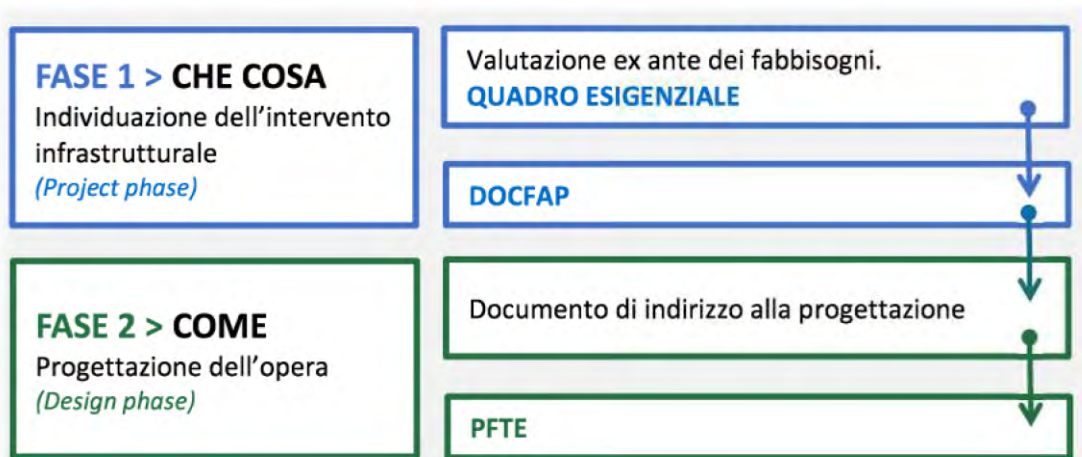 FASE 1 > CHE COSA
Individuazione dell'intervento
infrastrutturale
(Project phase)
Valutazione ex ante dei fabbisogni.
QUADRO ESIGENZIALE
DOCFAP
FASE 2 > COME
Progettazione dell'opera
(Design phase)
Documento di indirizzo alla progettazione
PFTE